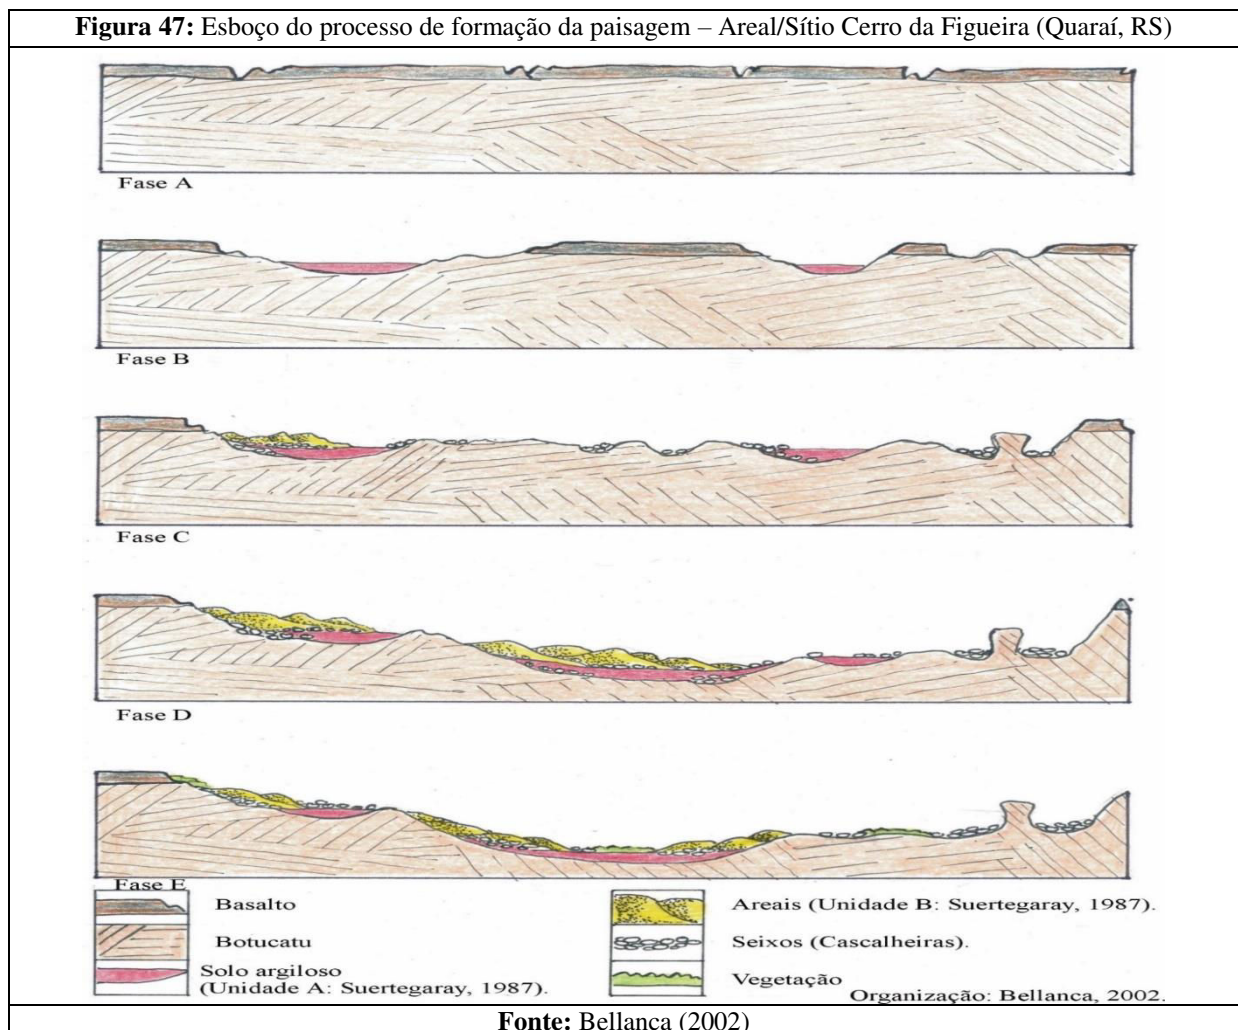 Figura 47: Esboço do processo de formação da paisagem – Areal/Sítio Cerro da Figueira (Quaraí, RS)
Fase A
Fase B
Fase C
Fase D
Fase E
Basalto
Botucatu
Solo argiloso
(Unidade A: Suertegaray, 1987).
Areais (Unidade B: Suertegaray, 1987).
Seixos (Cascalheiras).
Vegetação
Organização: Bellanca, 2002.
Fonte: Bellanca (2002)